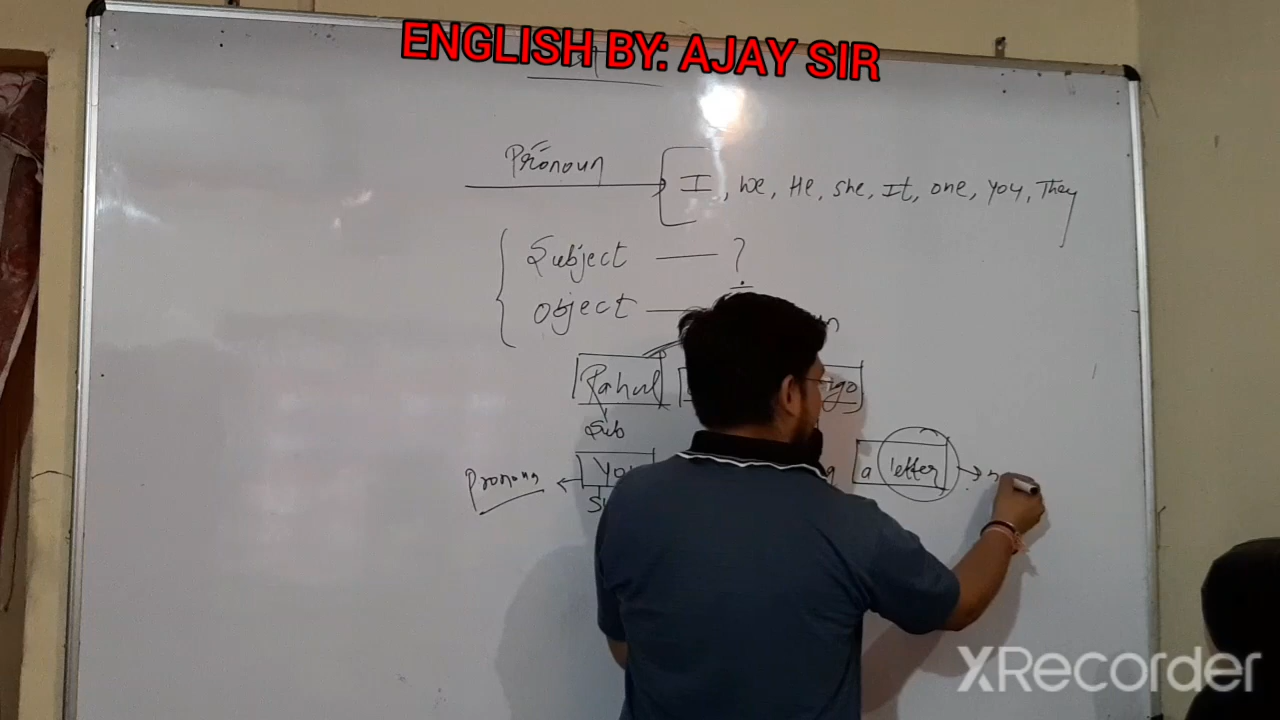 ENGLISH BY: AJAY SIR
Pronoun
I, we, He, she, It, one, you, They
Subject — ?
object —
Rahul
Sub
Pronoun ← You a letter →
XRecorder